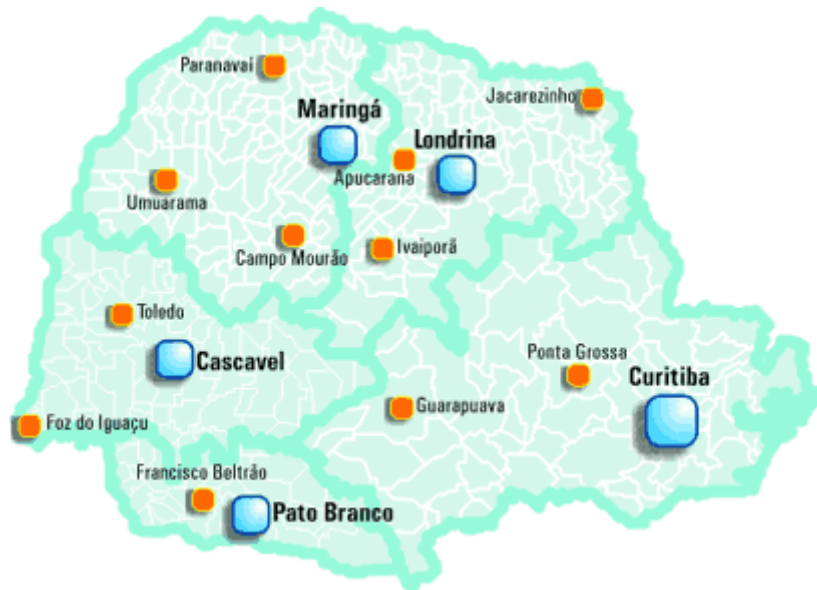 Paranavaí
Jacarezinho
Maringá
Londrina
Apucarana
Umuarama
Campo Mourão
Ivaiporã
Toledo
Cascavel
Ponta Grossa
Curitiba
Guarapuava
Foz do Iguaçu
Francisco Beltrão
Pato Branco